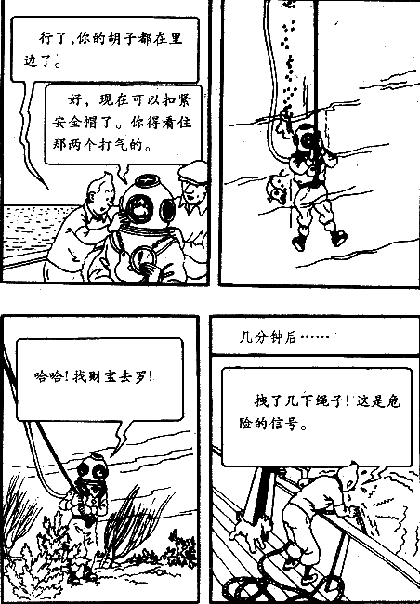 行了,你的胡子都在里
边了。
好,现在可以扣紧
安全帽了。你得看住
那两个打气的。
哈哈!找财宝去罗!
几分钟后……
拽了几下绳子!这是危
险的信号。